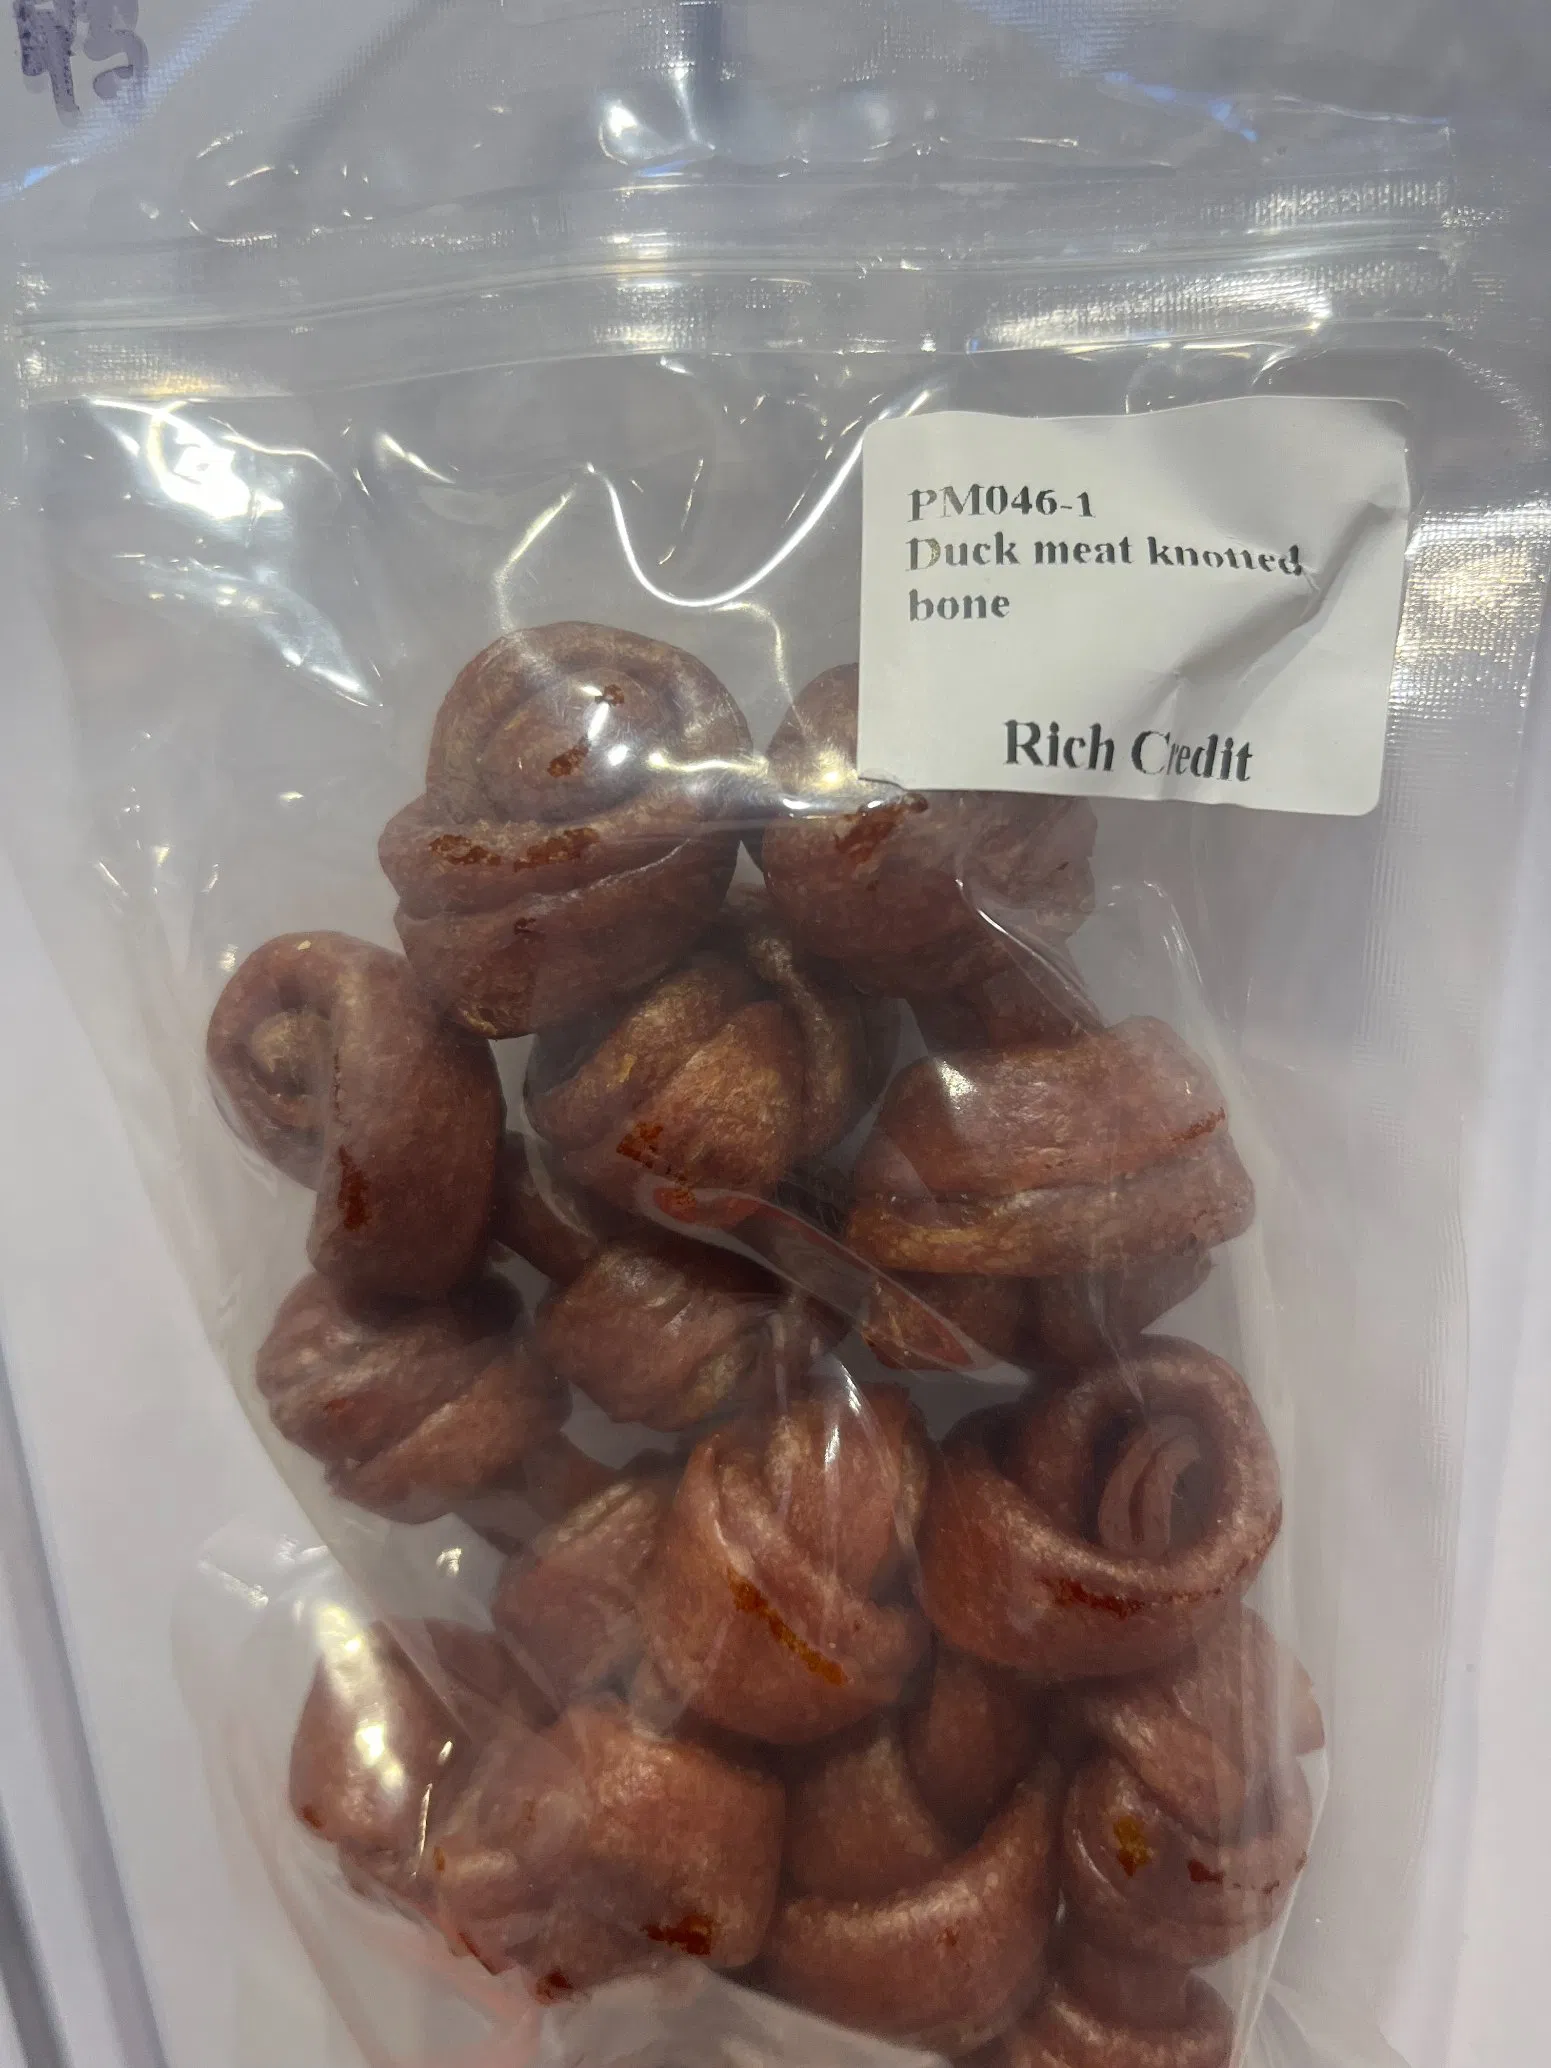 PM046-1
Duck meat knotted
bone
Rich Credit